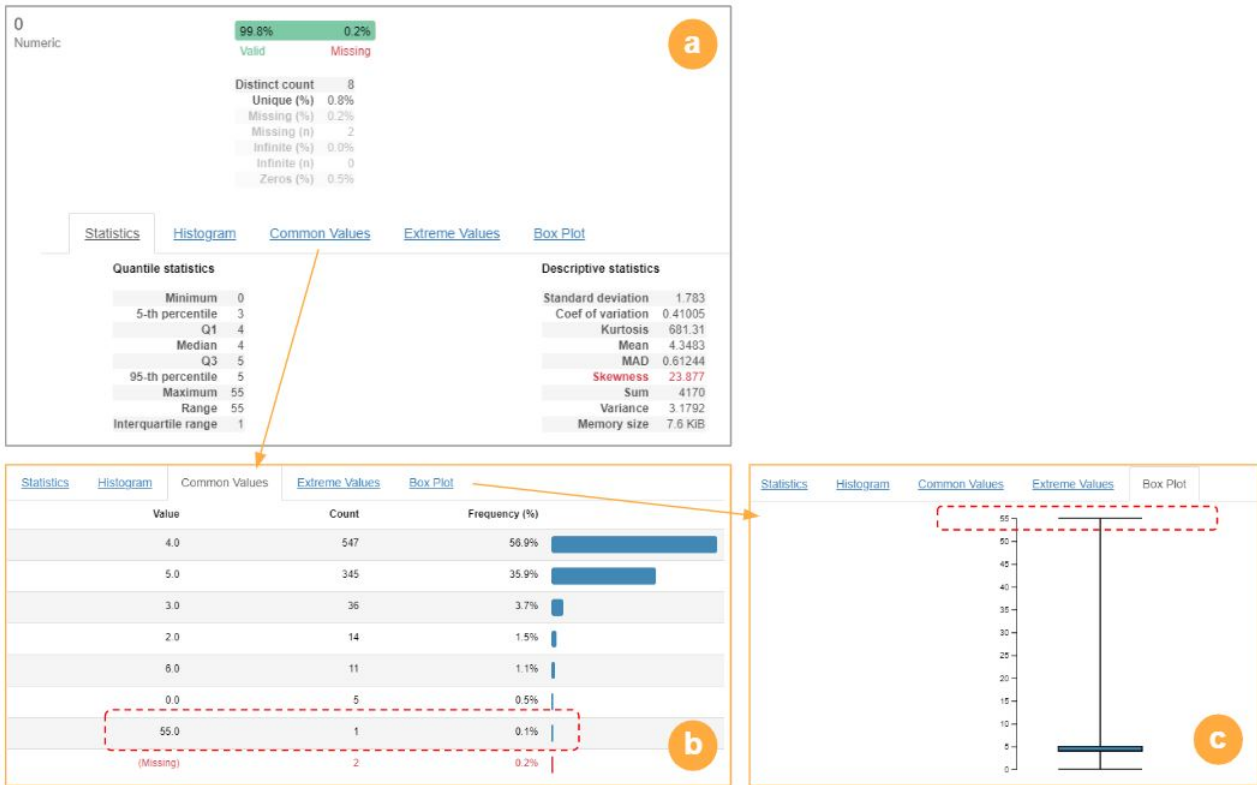 0
Numeric
99.8% 0.2%
Valid Missing
a
Distinct count 8
Unique (%) 0.8%
Missing (%) 0.2%
Missing (n) 2
Infinite (%) 0.0%
Infinite (n) 0
Zeros (%) 0.5%
Statistics Histogram Common Values Extreme Values Box Plot
Quantile statistics
Minimum 0
5-th percentile 3
Q1 4
Median 4
Q3 5
95-th percentile 5
Maximum 55
Range 55
Interquartile range 1
Descriptive statistics
Standard deviation 1.783
Coef of variation 0.41005
Kurtosis 681.31
Mean 4.3483
MAD 0.61244
Skewness 23.877
Sum 4170
Variance 3.1792
Memory size 7.6 KiB
Statistics Histogram Common Values Extreme Values Box Plot
Value Count Frequency (%)
4.0 547 56.9%
5.0 345 35.9%
3.0 36 3.7%
2.0 14 1.5%
6.0 11 1.1%
0.0 5 0.5%
55.0 1 0.1%
(Missing) 2 0.2%
b
Statistics Histogram Common Values Extreme Values Box Plot
55
50
45
40
35
30
25
20
15
10
5
0
c